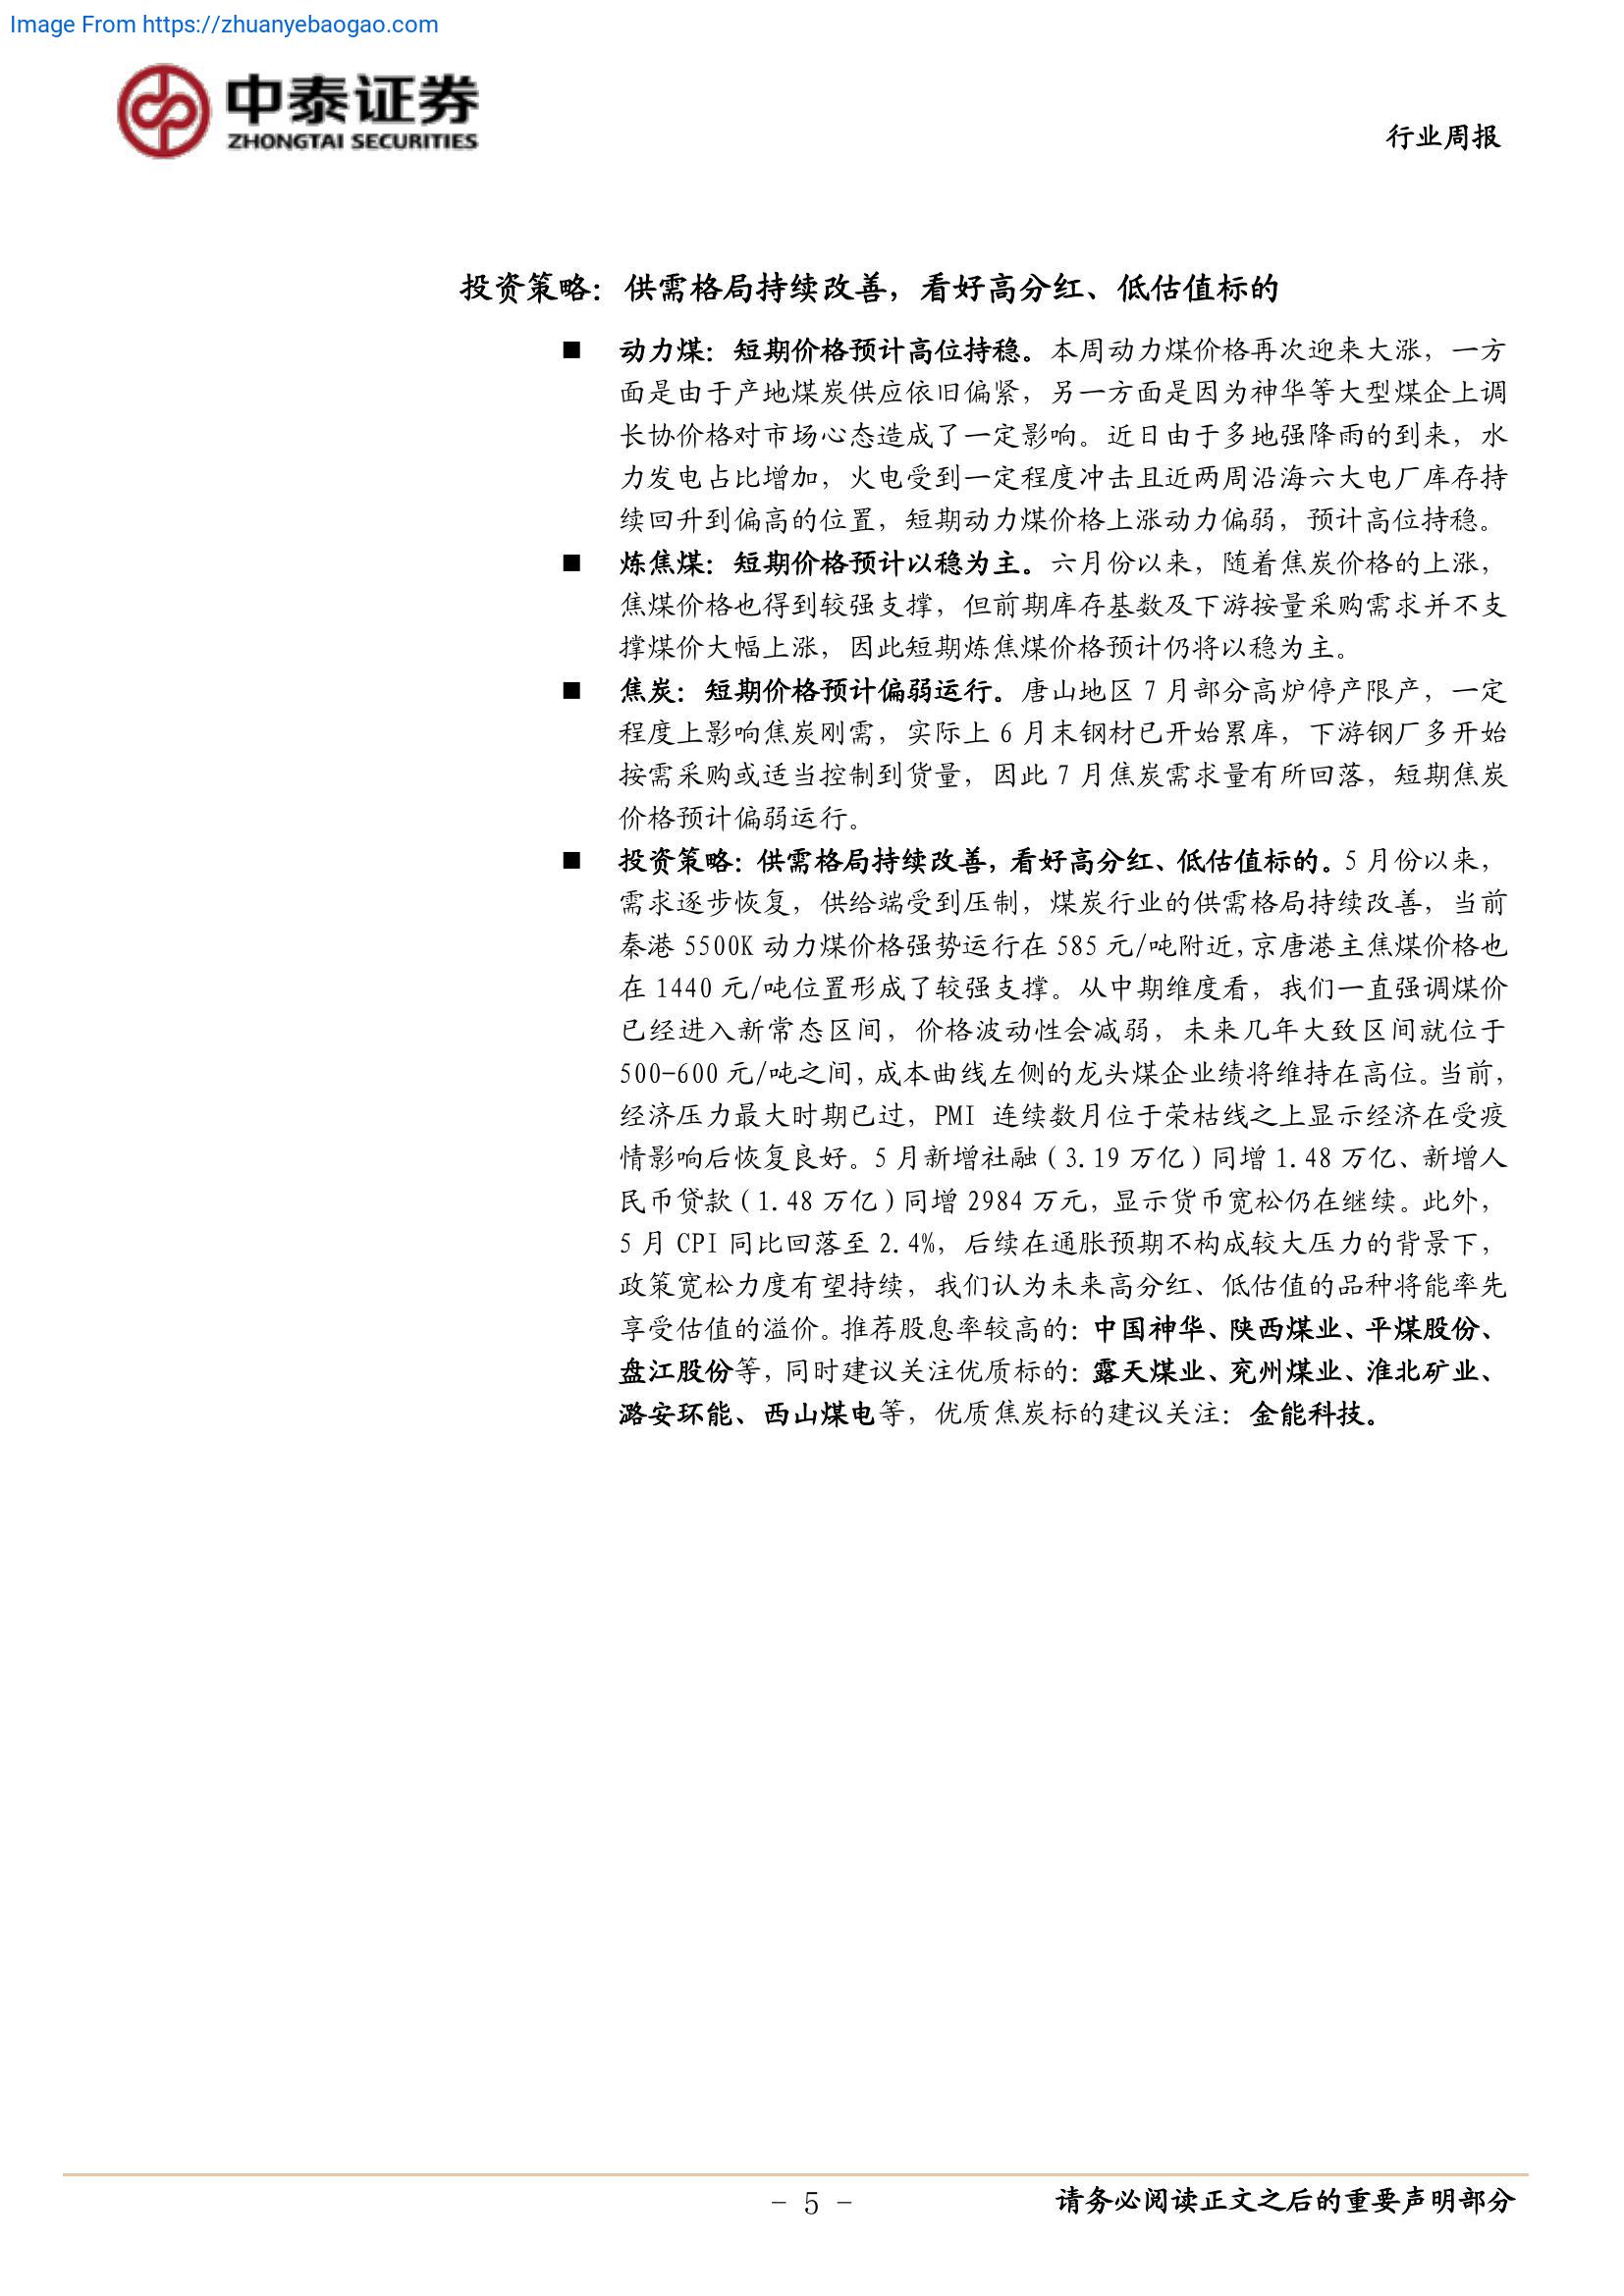 Image From https://zhuanyebaogao.com
中泰证券
ZHONGTAI SECURITIES
行业周报
投资策略：供需格局持续改善，看好高分红、低估值标的
■ 动力煤：短期价格预计高位持稳。本周动力煤价格再次迎来大涨，一方
面是由于产地煤炭供应依旧偏紧，另一方面是因为神华等大型煤企上调
长协价格对市场心态造成了一定影响。近日由于多地强降雨的到来，水
力发电占比增加，火电受到一定程度冲击且近两周沿海六大电厂库存持
续回升到偏高的位置，短期动力煤价格上涨动力偏弱，预计高位持稳。
■ 炼焦煤：短期价格预计以稳为主。六月份以来，随着焦炭价格的上涨，
焦煤价格也得到较强支撑，但前期库存基数及下游按量采购需求并不支
撑煤价大幅上涨，因此短期炼焦煤价格预计仍将以稳为主。
■ 焦炭：短期价格预计偏弱运行。唐山地区 7 月部分高炉停产限产，一定
程度上影响焦炭刚需，实际上 6 月末钢材已开始累库，下游钢厂多开始
按需采购或适当控制到货量，因此 7 月焦炭需求量有所回落，短期焦炭
价格预计偏弱运行。
■ 投资策略：供需格局持续改善，看好高分红、低估值标的。5 月份以来，
需求逐步恢复，供给端受到压制，煤炭行业的供需格局持续改善，当前
秦港 5500K 动力煤价格强势运行在 585 元/吨附近，京唐港主焦煤价格也
在 1440 元/吨位置形成了较强支撑。从中期维度看，我们一直强调煤价
已经进入新常态区间，价格波动性会减弱，未来几年大致区间就位于
500-600 元/吨之间，成本曲线左侧的龙头煤企业绩将维持在高位。当前，
经济压力最大时期已过，PMI 连续数月位于荣枯线之上显示经济在受疫
情影响后恢复良好。5 月新增社融（3.19 万亿）同增 1.48 万亿、新增人
民币贷款（1.48 万亿）同增 2984 万元，显示货币宽松仍在继续。此外，
5 月 CPI 同比回落至 2.4%，后续在通胀预期不构成较大压力的背景下，
政策宽松力度有望持续，我们认为未来高分红、低估值的品种将能率先
享受估值的溢价。推荐股息率较高的：中国神华、陕西煤业、平煤股份、
盘江股份等，同时建议关注优质标的：露天煤业、兖州煤业、淮北矿业、
潞安环能、西山煤电等，优质焦炭标的建议关注：金能科技。
- 5 -
请务必阅读正文之后的重要声明部分